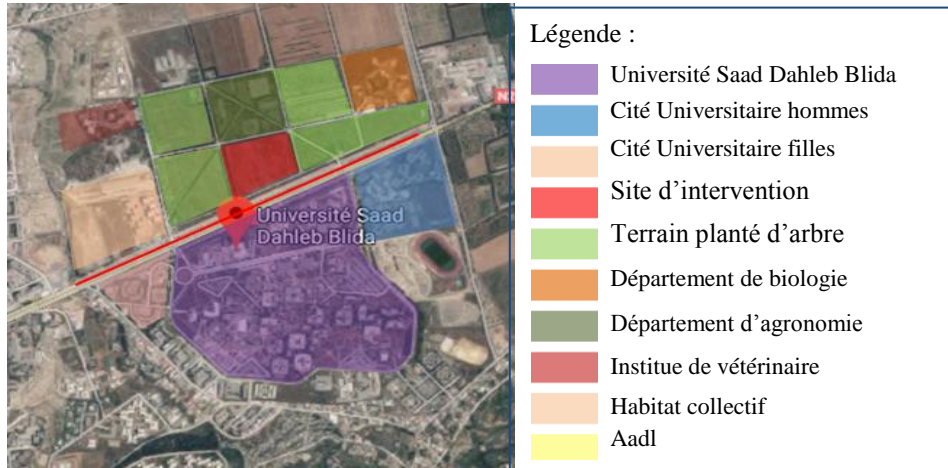 Légende :
Université Saad Dahleb Blida
Cité Universitaire hommes
Cité Universitaire filles
Site d’intervention
Terrain planté d’arbre
Département de biologie
Département d’agronomie
Institue de vétérinaire
Habitat collectif
Aadl
Université Saad
Dahleb Blida